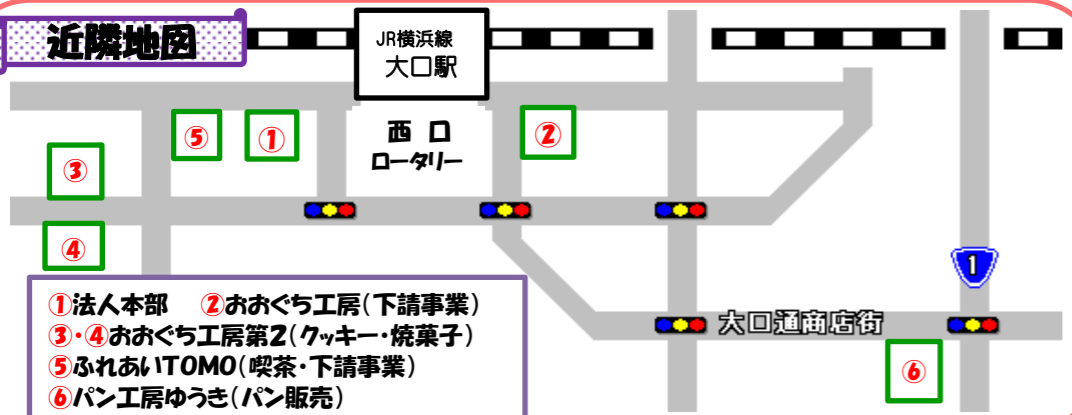 近隣地図
JR横浜線
大口駅
⑤
①
西口
ロータリー
②
③
④
1
①法人本部 ②おおぐち工房(下請事業)
③・④おおぐち工房第2(クッキー・焼菓子)
⑤ふれあいTOMO(喫茶・下請事業)
⑥パン工房ゆうき(パン販売)
大口通商店街
⑥